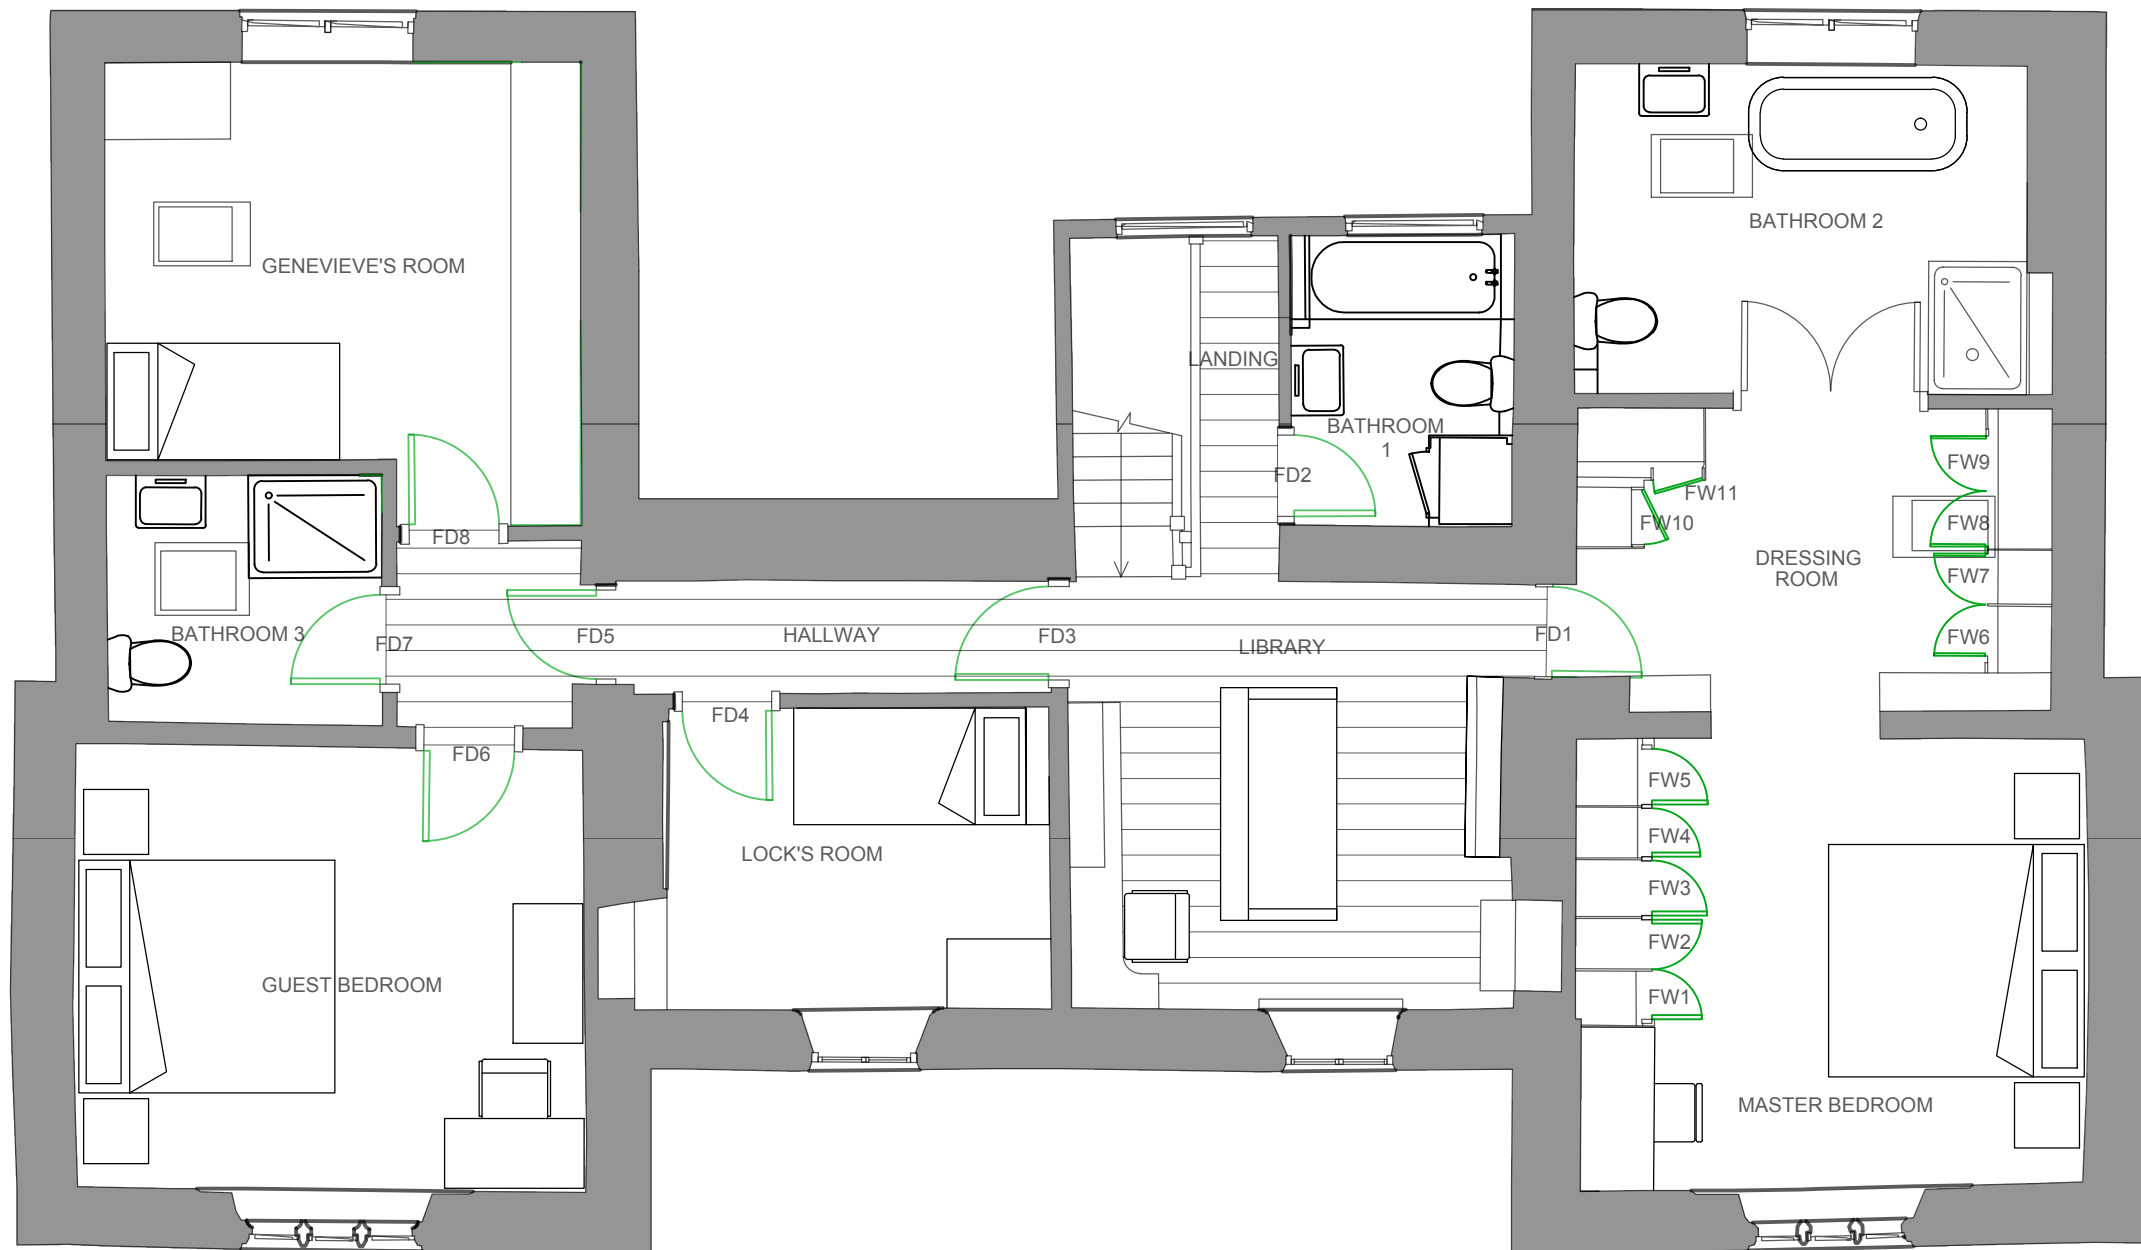 BATHROOM 2
GENEVIEVE'S ROOM
LANDING
BATHROOM
1
FD2
FW9
FW11
FW8
FW10
FD8
DRESSING
ROOM
FW7
BATHROOM 3
FD7
FD5
HALLWAY
FD3
LIBRARY
FD1
FW6
FD4
FD6
FW5
FW4
LOCK'S ROOM
FW3
FW2
GUEST BEDROOM
FW1
MASTER BEDROOM